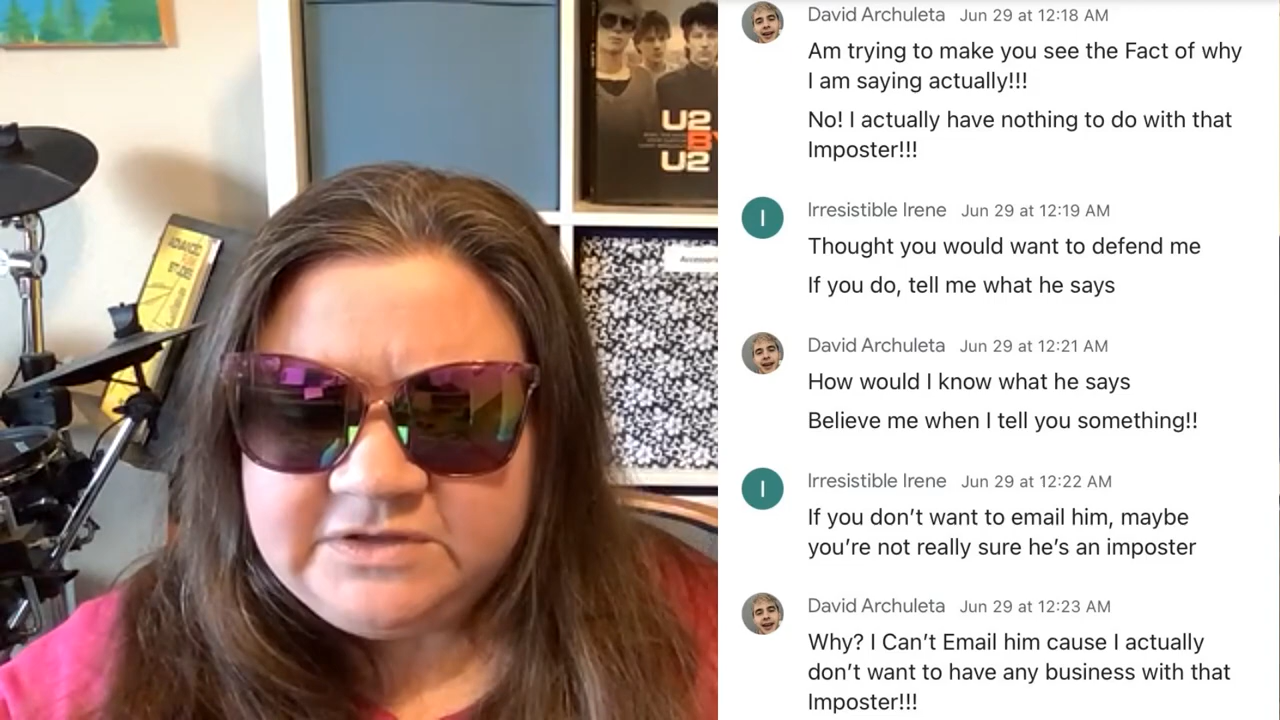 U2
BY
U2
ADVANCED
ETUDES
Accessorie
David Archuleta Jun 29 at 12:18 AM
Am trying to make you see the Fact of why
I am saying actually!!!
No! I actually have nothing to do with that
Imposter!!!
I
Irresistible Irene Jun 29 at 12:19 AM
Thought you would want to defend me
If you do, tell me what he says
David Archuleta Jun 29 at 12:21 AM
How would I know what he says
Believe me when I tell you something!!
I
Irresistible Irene Jun 29 at 12:22 AM
If you don’t want to email him, maybe
you’re not really sure he’s an imposter
David Archuleta Jun 29 at 12:23 AM
Why? I Can’t Email him cause I actually
don’t want to have any business with that
Imposter!!!